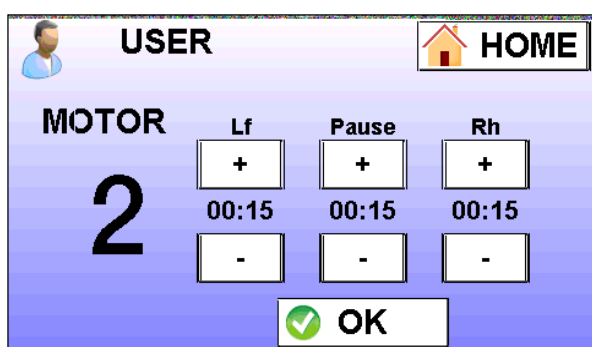 USER
HOME
MOTOR
Lf Pause Rh
+ + +
2
00:15 00:15 00:15
- - -
OK